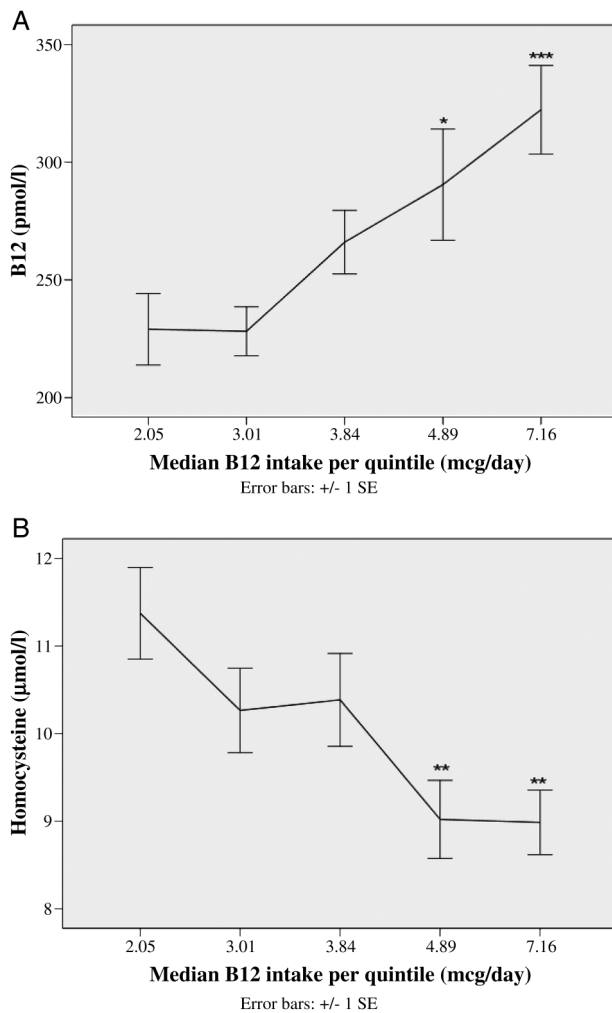 A
350
***
*
300
B12 (pmol/l)
250
200
2.05 3.01 3.84 4.89 7.16
Median B12 intake per quintile (mcg/day)
Error bars: +/- 1 SE
B
12
11
Homocysteine (μmol/l)
10
** **
9
8
2.05 3.01 3.84 4.89 7.16
Median B12 intake per quintile (mcg/day)
Error bars: +/- 1 SE